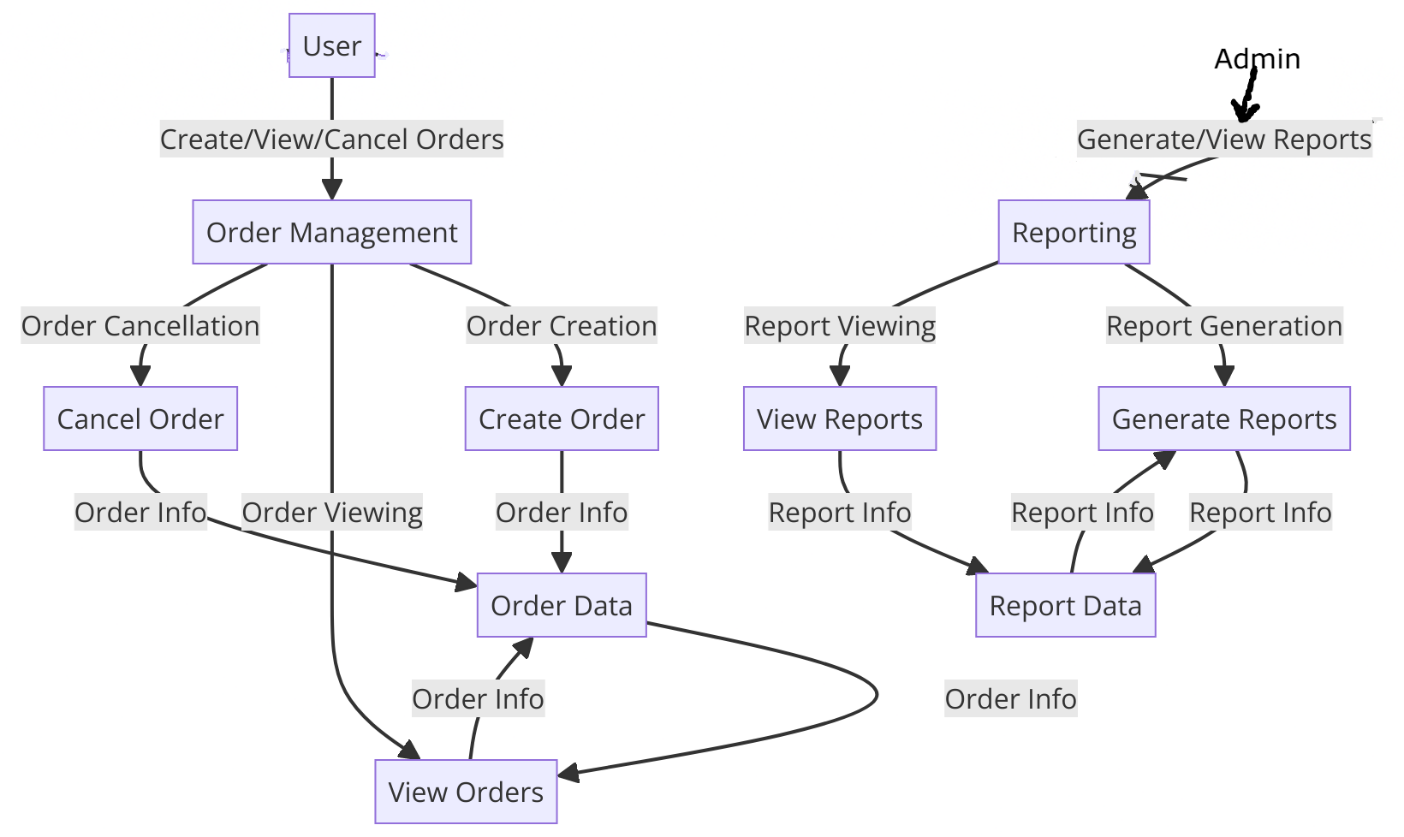 User
Admin
Create/View/Cancel Orders
Generate/View Reports
Order Management
Reporting
Order Cancellation
Order Creation
Report Viewing
Report Generation
Cancel Order
Create Order
View Reports
Generate Reports
Order Info
Order Viewing
Order Info
Report Info
Report Info
Report Info
Order Data
Report Data
Order Info
Order Info
View Orders